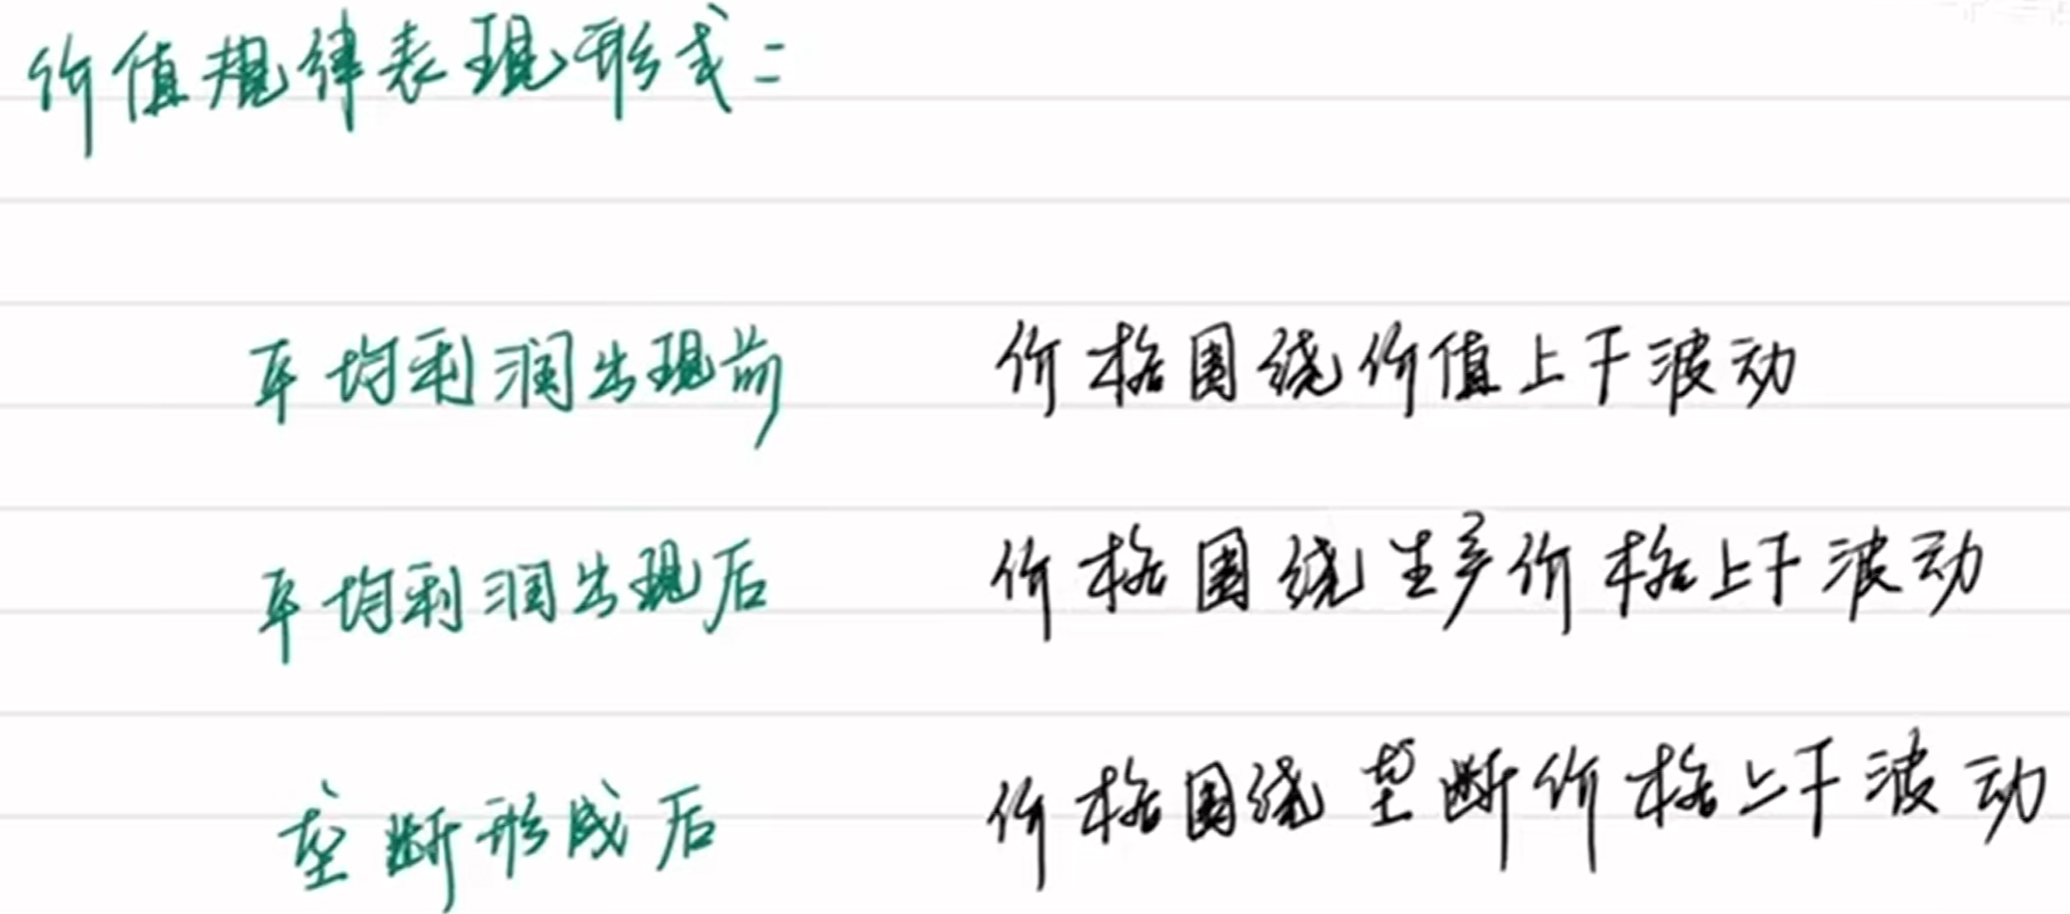 价值规律表现形式：
平均利润出现前 价格围绕价值上下波动
平均利润出现后 价格围绕生产价格上下波动
垄断形成后 价格围绕垄断价格上下波动